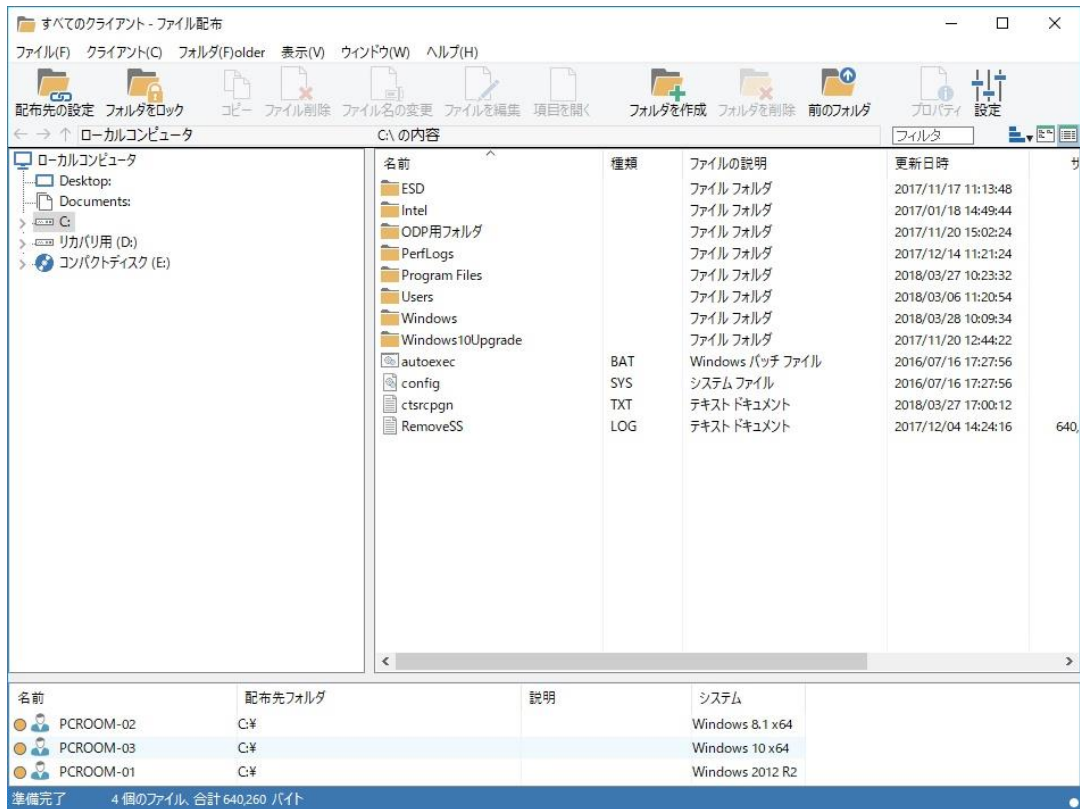 すべてのクライアント - ファイル配布
ファイル(F) クライアント(C) フォルダ(F)older 表示(V) ウィンドウ(W) ヘルプ(H)
配布先の設定 フォルダをロック コピー ファイル削除 ファイル名の変更 ファイルを編集 項目を開く フォルダを作成 フォルダを削除 前のフォルダ プロパティ 設定
ローカルコンピュータ C:\ の内容 フィルタ
ローカルコンピュータ
Desktop:
Documents:
C:
リカバリ用 (D:)
コンパクトディスク (E:)
名前 種類 ファイルの説明 更新日時 サ
ESD ファイル フォルダ 2017/11/17 11:13:48
Intel ファイル フォルダ 2017/01/18 14:49:44
ODP用フォルダ ファイル フォルダ 2017/11/20 15:02:24
PerfLogs ファイル フォルダ 2017/12/14 11:21:24
Program Files ファイル フォルダ 2018/03/27 10:23:32
Users ファイル フォルダ 2018/03/06 11:20:54
Windows ファイル フォルダ 2018/03/28 10:09:34
Windows10Upgrade ファイル フォルダ 2017/11/20 12:44:22
autoexec BAT Windows バッチ ファイル 2016/07/16 17:27:56
config SYS システム ファイル 2016/07/16 17:27:56
ctsrcpgn TXT テキスト ドキュメント 2018/03/27 17:00:12
RemoveSS LOG テキスト ドキュメント 2017/12/04 14:24:16 640,
名前 配布先フォルダ 説明 システム
PCROOM-02 C:¥ Windows 8.1 x64
PCROOM-03 C:¥ Windows 10 x64
PCROOM-01 C:¥ Windows 2012 R2
準備完了 4 個のファイル、合計 640,260 バイト